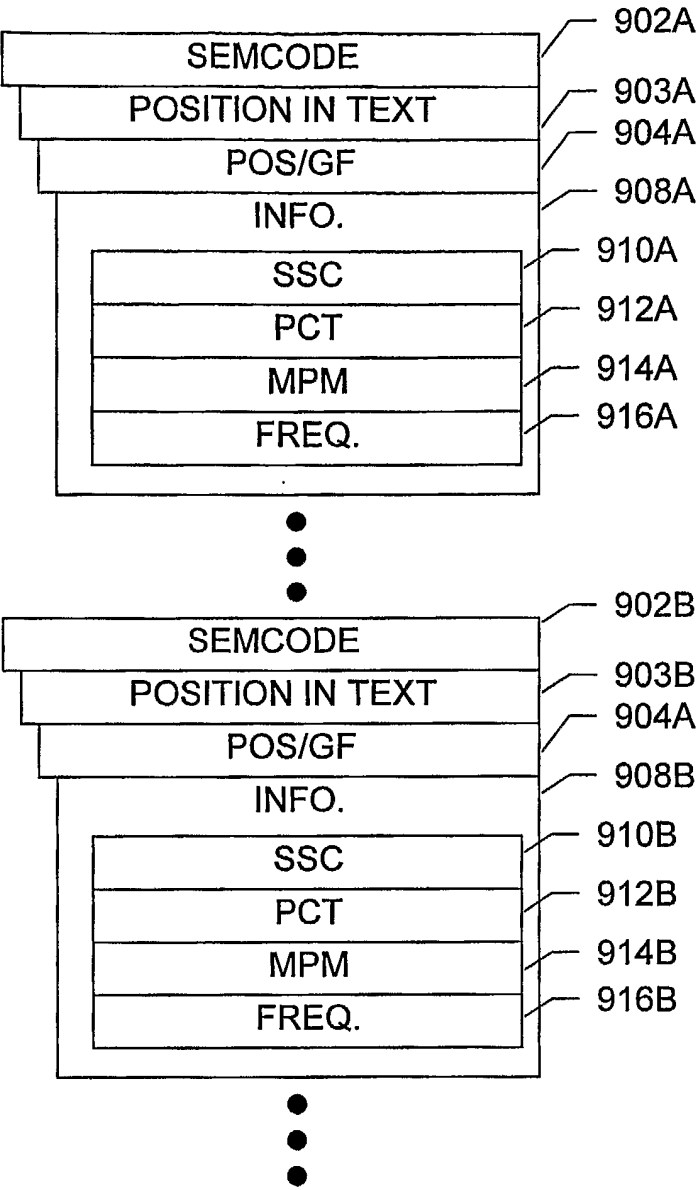 SEMCODE 902A
POSITION IN TEXT 903A
POS/GF 904A
INFO. 908A
SSC 910A
PCT 912A
MPM 914A
FREQ. 916A
SEMCODE 902B
POSITION IN TEXT 903B
POS/GF 904A
INFO. 908B
SSC 910B
PCT 912B
MPM 914B
FREQ. 916B